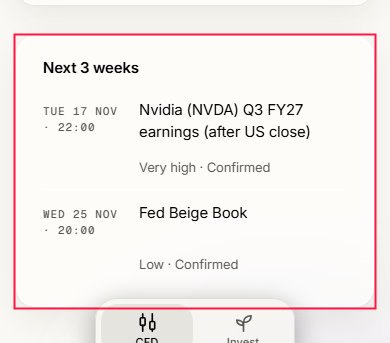 Next 3 weeks
TUE 17 NOV
· 22:00
Nvidia (NVDA) Q3 FY27
earnings (after US close)
Very high · Confirmed
WED 25 NOV
· 20:00
Fed Beige Book
Low · Confirmed
CFD
Invest